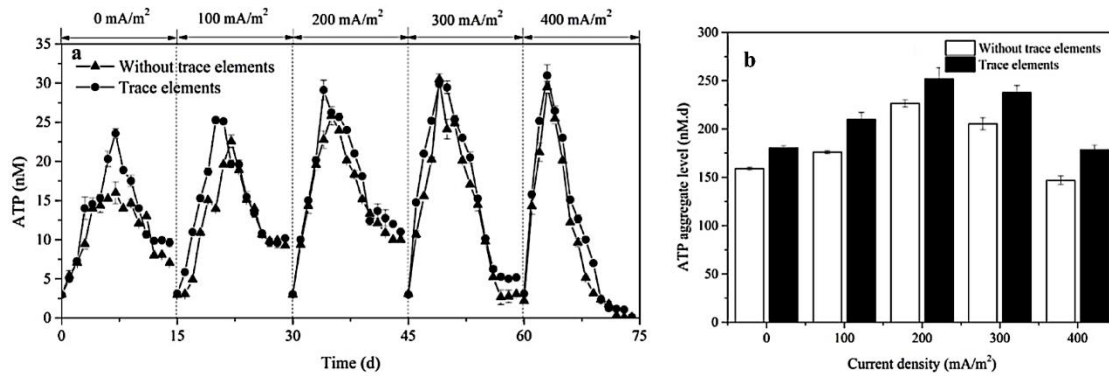 0 mA/m² 100 mA/m² 200 mA/m² 300 mA/m² 400 mA/m²
a
Without trace elements
Trace elements
ATP (nM)
35
30
25
20
15
10
5
0
0 15 30 45 60 75
Time (d)
b
Without trace elements
Trace elements
ATP aggregate level (nM.d)
300
250
200
150
100
50
0
0 100 200 300 400
Current density (mA/m²)